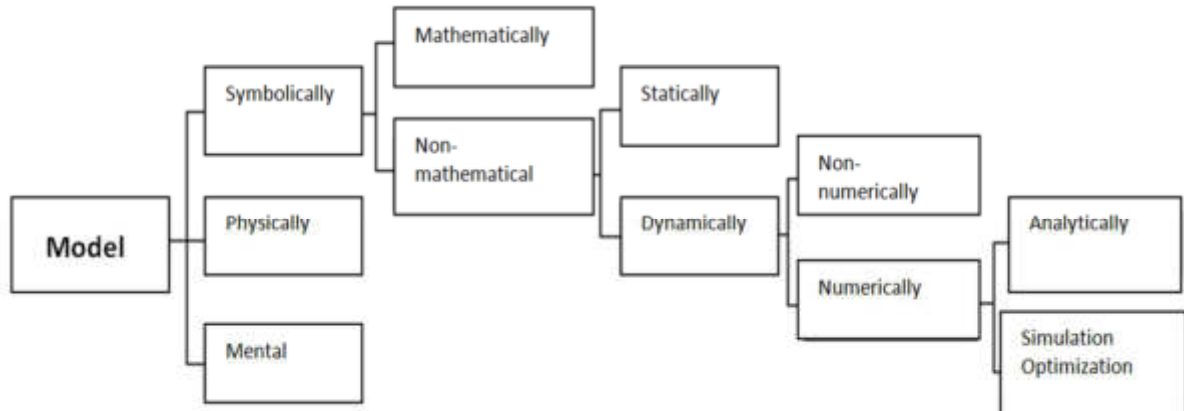 Model
Symbolically
Physically
Mental
Mathematically
Non-
mathematical
Statically
Dynamically
Non-
numerically
Numerically
Analytically
Simulation
Optimization